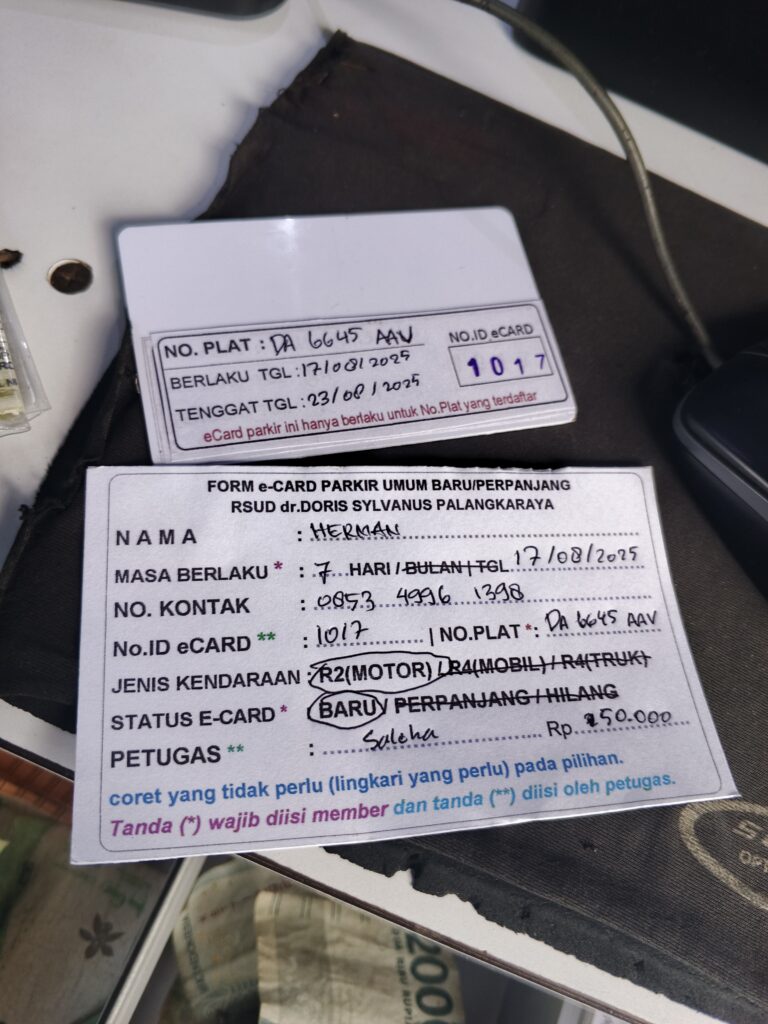 NO. PLAT : DA 6645 AAV
BERLAKU TGL : 17/08/2025
TENGGAT TGL : 23/08/2025
NO.ID eCARD
1017
eCard parkir ini hanya berlaku untuk No.Plat yang terdaftar
FORM e-CARD PARKIR UMUM BARU/PERPANJANG
RSUD dr.DORIS SYLVANUS PALANGKARAYA
NAMA : HERMAN
MASA BERLAKU * : 7 HARI / BULAN | TGL 17/08/2025
NO. KONTAK : 0853 4996 1398
No.ID eCARD ** : 1017 | NO.PLAT *: DA 6645 AAV
JENIS KENDARAAN : R2(MOTOR) / R4(MOBIL) / R4(TRUK)
STATUS E-CARD * : BARU / PERPANJANG / HILANG
PETUGAS ** : Saleha Rp 50.000
coret yang tidak perlu (lingkari yang perlu) pada pilihan.
Tanda (*) wajib diisi member dan tanda (**) diisi oleh petugas.